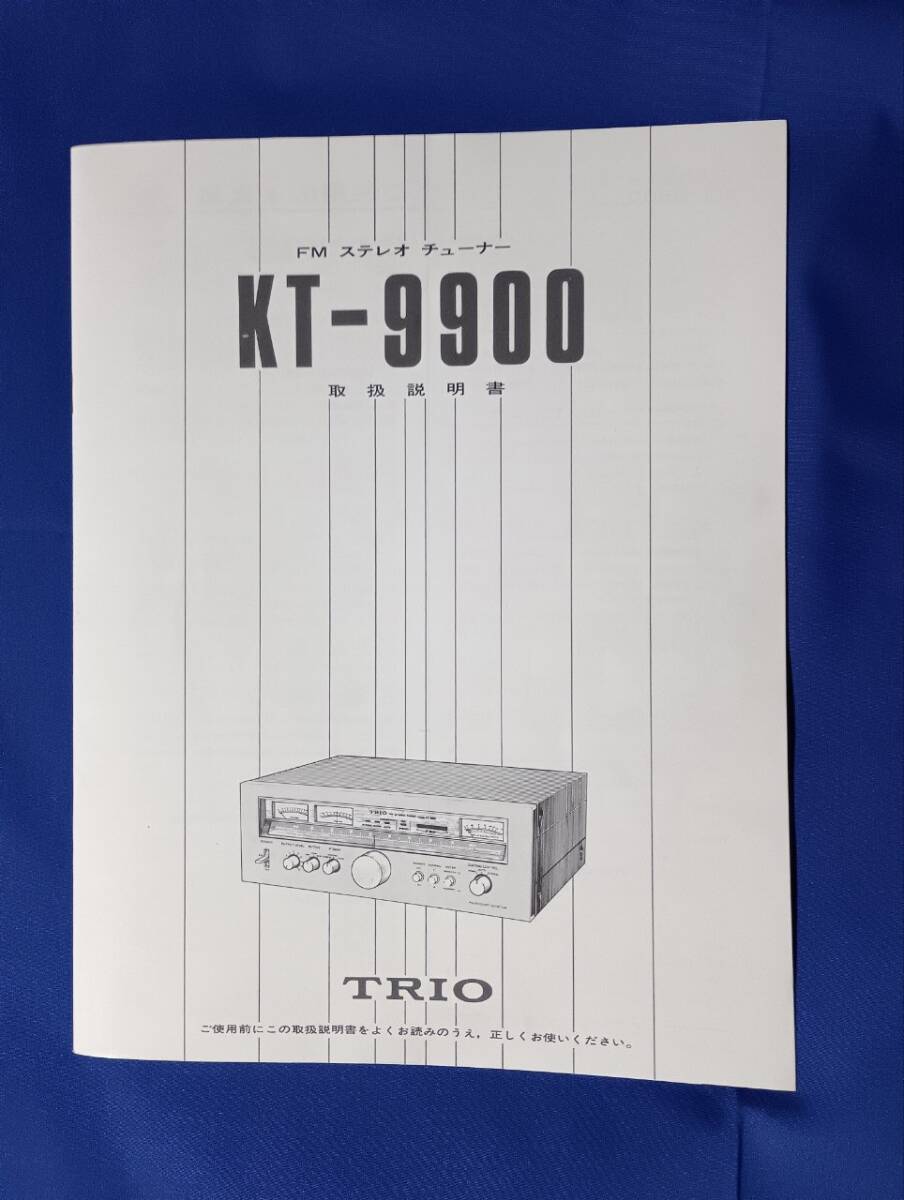 FM ステレオ チューナー
KT-9900
取扱説明書
TRIO
TRIO
ご使用前にこの取扱説明書をよくお読みのうえ，正しくお使いください。